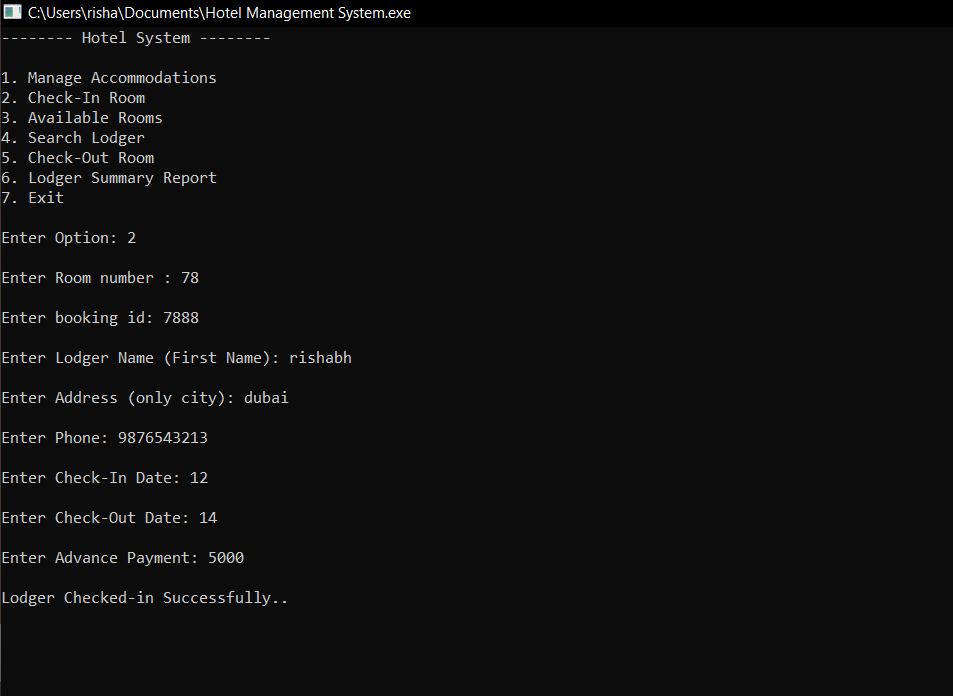 C:\Users\risha\Documents\Hotel Management System.exe
-------- Hotel System --------
1. Manage Accommodations
2. Check-In Room
3. Available Rooms
4. Search Lodger
5. Check-Out Room
6. Lodger Summary Report
7. Exit
Enter Option: 2
Enter Room number : 78
Enter booking id: 7888
Enter Lodger Name (First Name): rishabh
Enter Address (only city): dubai
Enter Phone: 9876543213
Enter Check-In Date: 12
Enter Check-Out Date: 14
Enter Advance Payment: 5000
Lodger Checked-in Successfully..